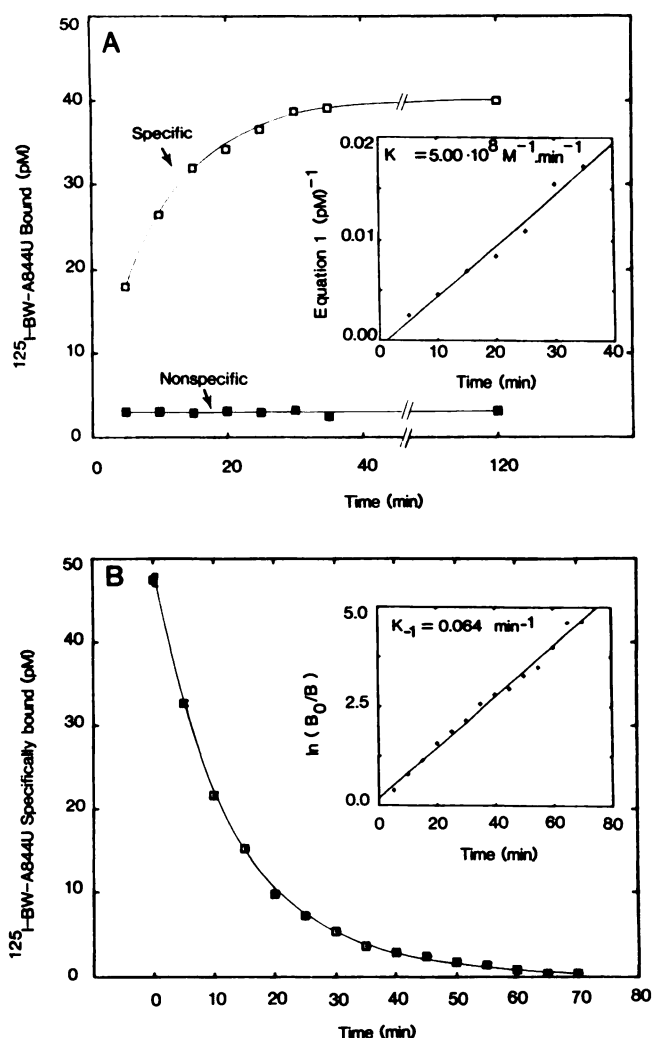 A
50
40
30
20
10
0
¹²⁵I-BW-A844U Bound (pM)
Specific
Nonspecific
0 20 40 120
Time (min)
K = 5.00·10⁸ M⁻¹.min⁻¹
0.02
0.01
0.00
Equation 1 (pM)⁻¹
0 10 20 30 40
Time (min)
B
50
40
30
20
10
0
¹²⁵I-BW-A844U Specifically bound (pM)
0 10 20 30 40 50 60 70 80
Time (min)
K₋₁ = 0.064 min⁻¹
5.0
2.5
0.0
ln ( B₀/B )
0 20 40 60 80
Time (min)